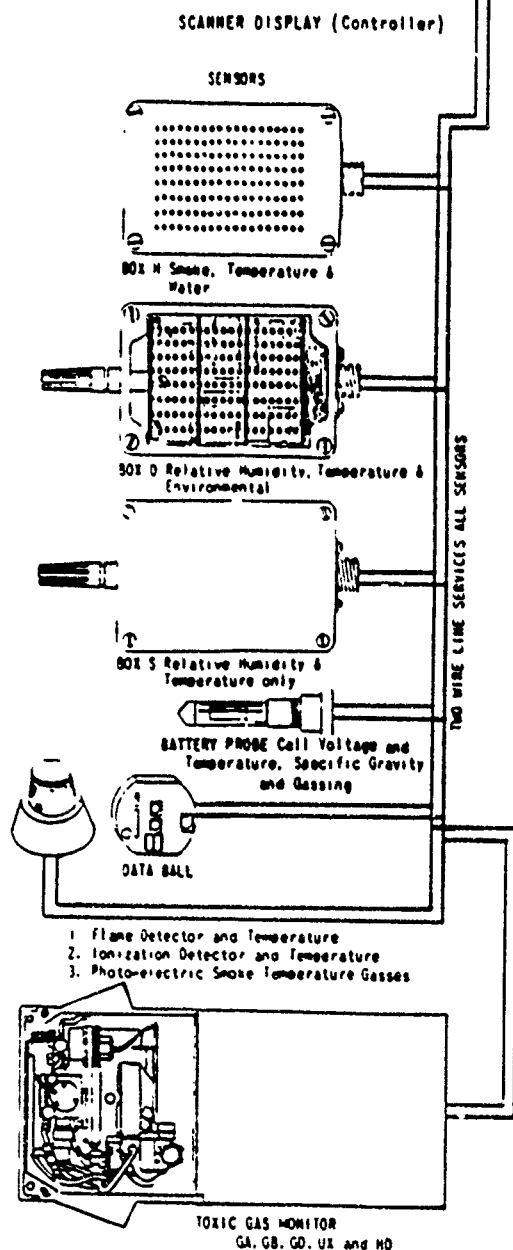 SCANNER DISPLAY (Controller)
SENSORS
BOX H Smoke, Temperature &
Water
BOX D Relative Humidity, Temperature &
Environmental
BOX S Relative Humidity &
Temperature only
TWO WIRE LINE SERVICES ALL SENSORS
BATTERY PROBE Cell Voltage and
Temperature, Specific Gravity
and Gassing
DATA BALL
1 Flame Detector and Temperature
2. Ionization Detector and Temperature
3. Photo-electric Smoke Temperature Gasses
TOXIC GAS MONITOR
GA, GB, GD, UX and HD